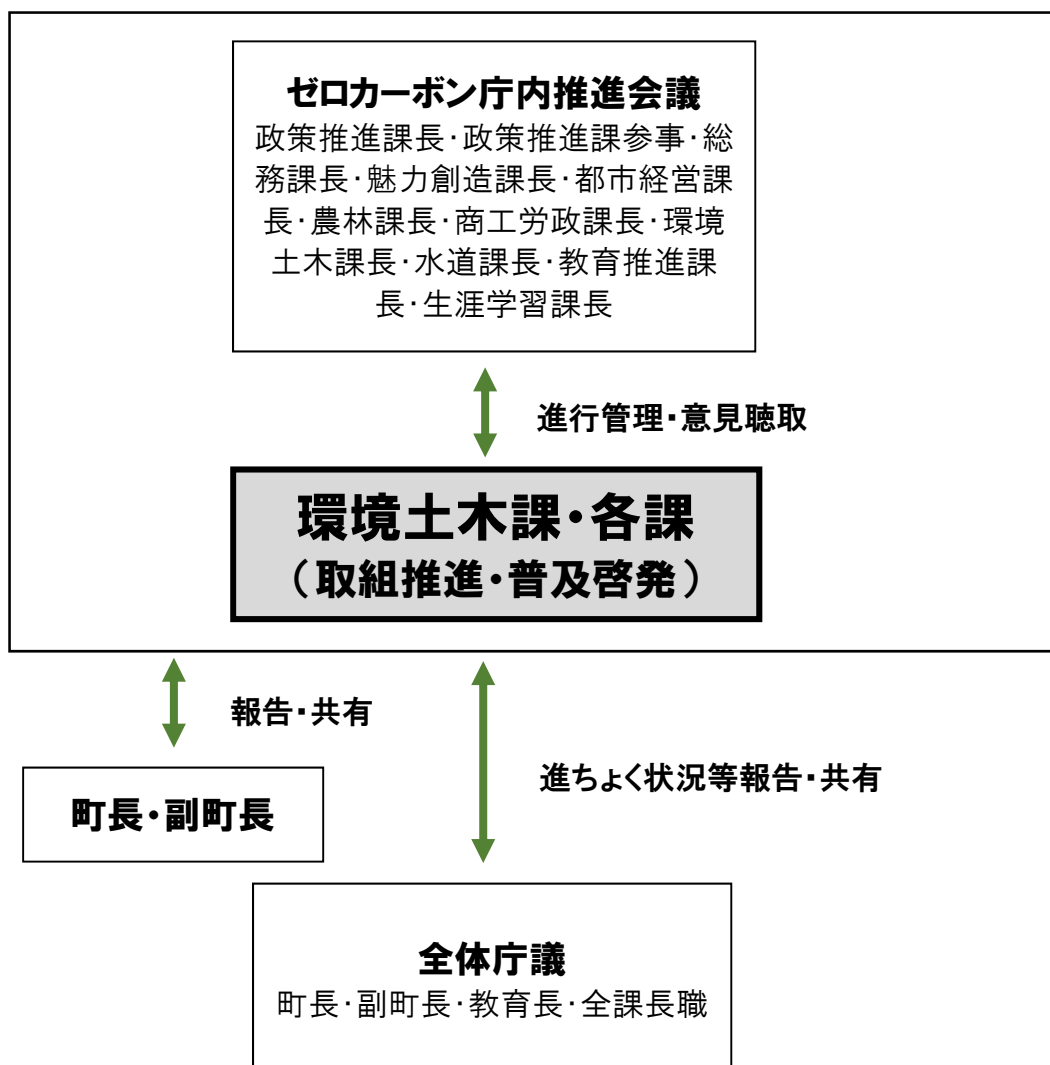 ゼロカーボン庁内推進会議
政策推進課長・政策推進課参事・総
務課長・魅力創造課長・都市経営課
長・農林課長・商工労政課長・環境
土木課長・水道課長・教育推進課
長・生涯学習課長
進行管理・意見聴取
環境土木課・各課
（取組推進・普及啓発）
報告・共有
進ちょく状況等報告・共有
町長・副町長
全体庁議
町長・副町長・教育長・全課長職